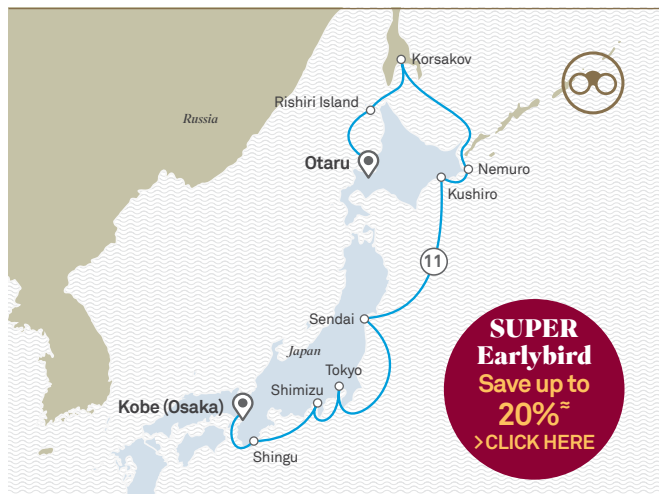 Korsakov
Rishiri Island
Russia
Otaru
Nemuro
Kushiro
11
Sendai
Japan
Tokyo
Shimizu
Kobe (Osaka)
Shingu
SUPER
Earlybird
Save up to
20%≈
>CLICK HERE